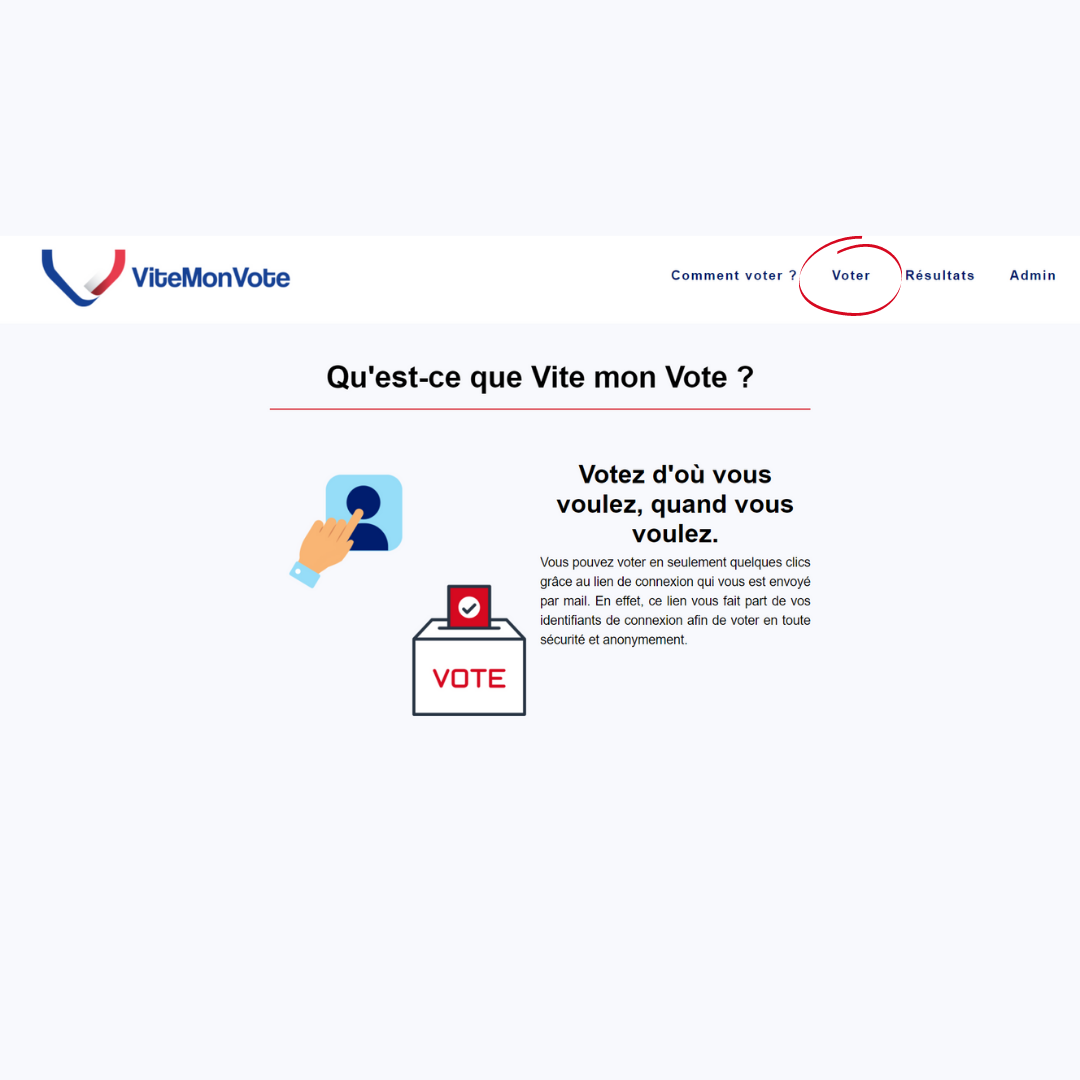 ViteMonVote
Comment voter ?
Voter
Résultats
Admin
Qu'est-ce que Vite mon Vote ?
Votez d'où vous
voulez, quand vous
voulez.
Vous pouvez voter en seulement quelques clics
grâce au lien de connexion qui vous est envoyé
par mail. En effet, ce lien vous fait part de vos
identifiants de connexion afin de voter en toute
sécurité et anonymement.
VOTE